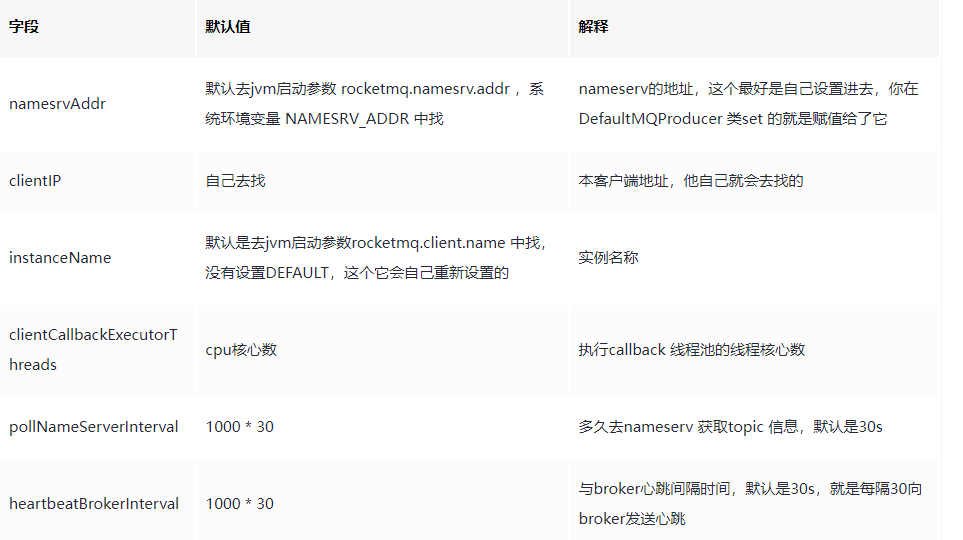 字段 默认值 解释
namesrvAddr
默认去jvm启动参数 rocketmq.namesrv.addr ，系
统环境变量 NAMESRV_ADDR 中找
nameserv的地址，这个最好是自己设置进去，你在
DefaultMQProducer 类set 的就是赋值给了它
clientIP 自己去找 本客户端地址，他自己就会去找的
instanceName
默认是去jvm启动参数rocketmq.client.name 中找，
没有设置DEFAULT，这个它会自己重新设置的
实例名称
clientCallbackExecutorT
hreads
cpu核心数
执行callback 线程池的线程核心数
pollNameServerInterval 1000 * 30 多久去nameserv 获取topic 信息，默认是30s
heartbeatBrokerInterval 1000 * 30
与broker心跳间隔时间，默认是30s，就是每隔30向
broker发送心跳